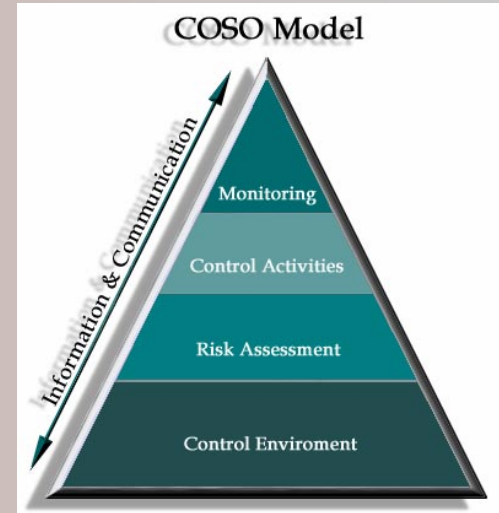 COSO Model
Information & Communication
Monitoring
Control Activities
Risk Assessment
Control Enviroment